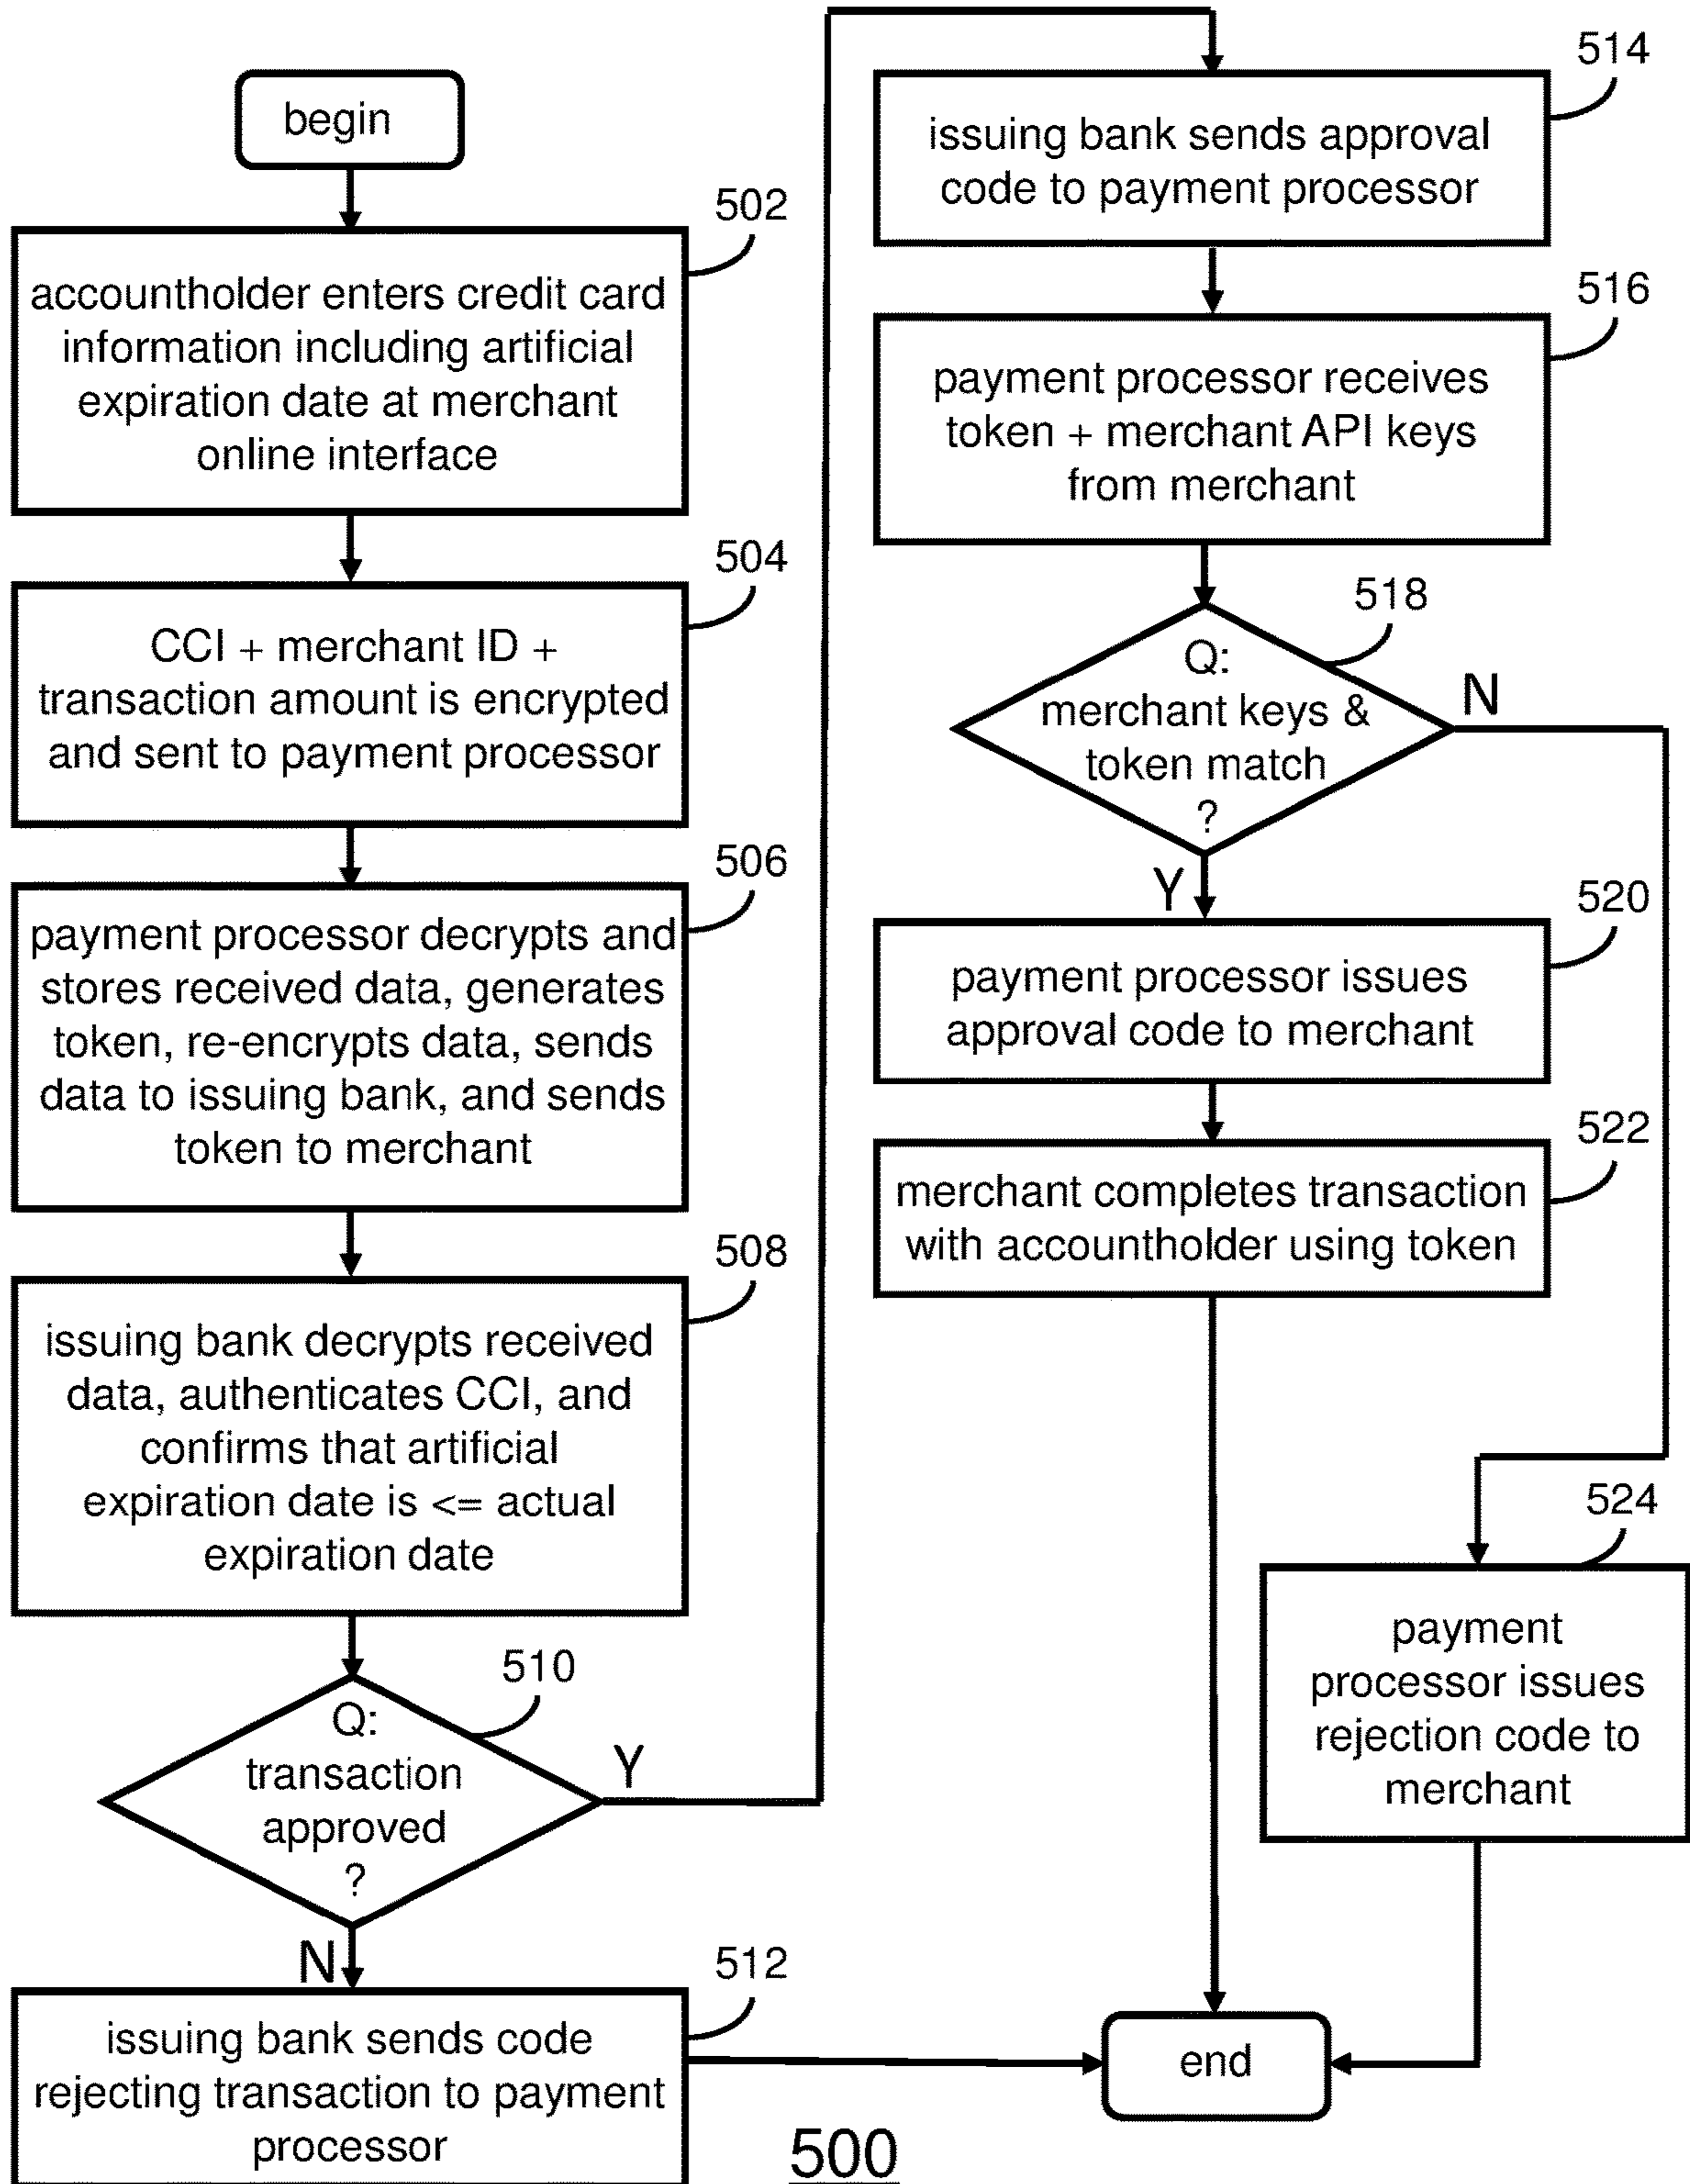 begin
502
accountholder enters credit card
information including artificial
expiration date at merchant
online interface
504
CCI + merchant ID +
transaction amount is encrypted
and sent to payment processor
506
payment processor decrypts and
stores received data, generates
token, re-encrypts data, sends
data to issuing bank, and sends
token to merchant
508
issuing bank decrypts received
data, authenticates CCI, and
confirms that artificial
expiration date is <= actual
expiration date
510
Q:
transaction
approved
?
Y
N
512
issuing bank sends code
rejecting transaction to payment
processor
514
issuing bank sends approval
code to payment processor
516
payment processor receives
token + merchant API keys
from merchant
518
Q:
merchant keys &
token match
?
N
Y
520
payment processor issues
approval code to merchant
522
merchant completes transaction
with accountholder using token
524
payment
processor issues
rejection code to
merchant
end
500